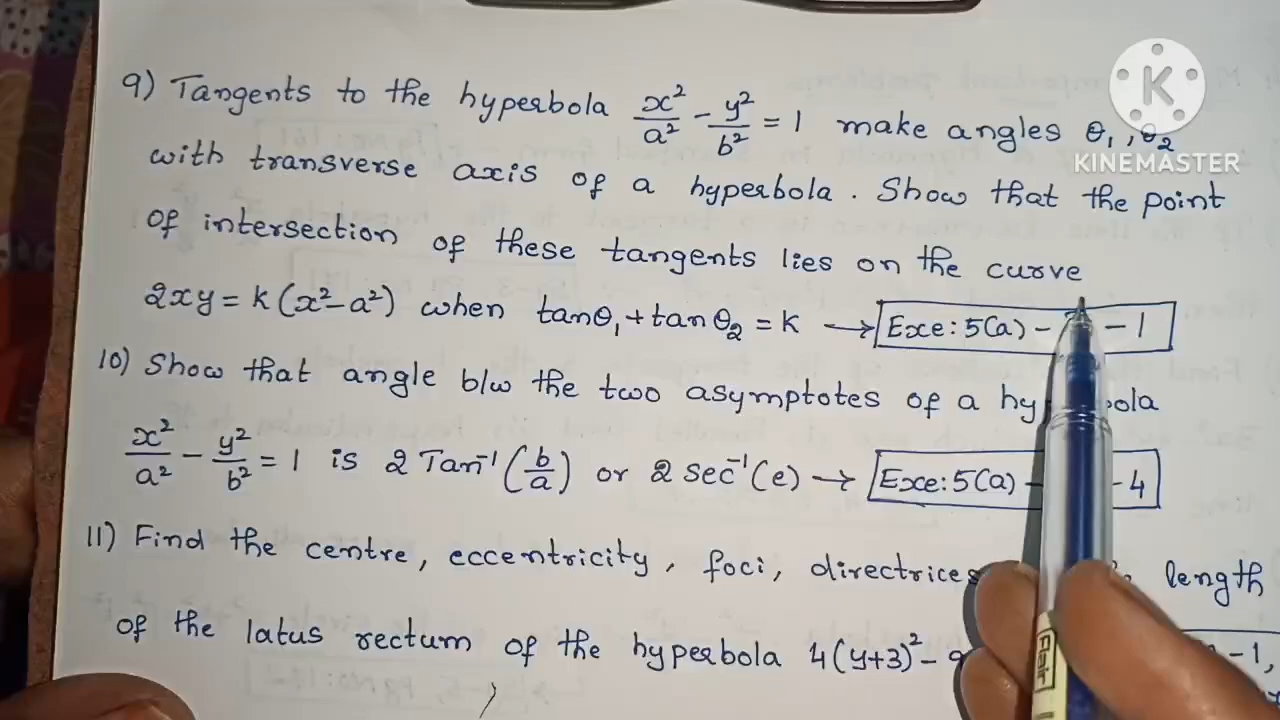 9) Tangents to the hyperbola x²/a² - y²/b² = 1 make angles θ₁, θ₂
with transverse axis of a hyperbola. Show that the point
of intersection of these tangents lies on the curve
2xy = k(x²-a²) when tanθ₁ + tanθ₂ = k → Exe: 5(a) - - 1
10) Show that angle b/w the two asymptotes of a
x²/a² - y²/b² = 1 is 2 Tan⁻¹(b/a) or 2 sec⁻¹(e) → Exe: 5(a) - - 4
11) Find the centre, eccentricity, foci, directrices length
of the latus rectum of the hyperbola 4(y+3)² - 9 -1,
K
KINEMASTER
Flair